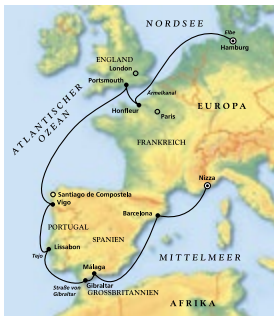 NORDSEE
Elbe
Hamburg
ENGLAND
London
Portsmouth
Ärmelkanal
Honfleur
Paris
EUROPA
ATLANTISCHER
OZEAN
FRANKREICH
Nizza
Santiago de Compostela
Vigo
Barcelona
PORTUGAL
SPANIEN
Lissabon
Tejo
MITTELMEER
Málaga
Straße von
Gibraltar
Gibraltar
GROSSBRITANNIEN
AFRIKA